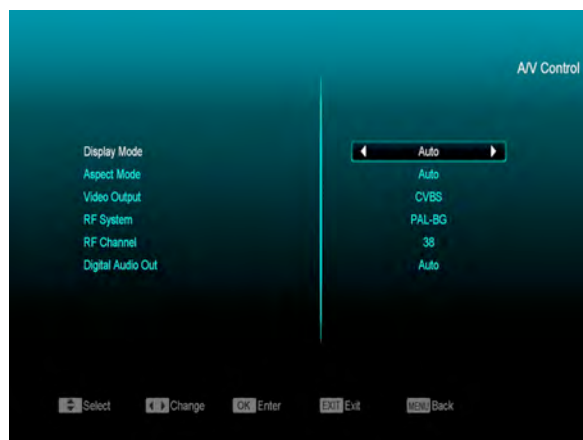 A/V Control
Display Mode Auto
Aspect Mode Auto
Video Output CVBS
RF System PAL-BG
RF Channel 38
Digital Audio Out Auto
Select Change OK Enter EXIT Exit MENU Back